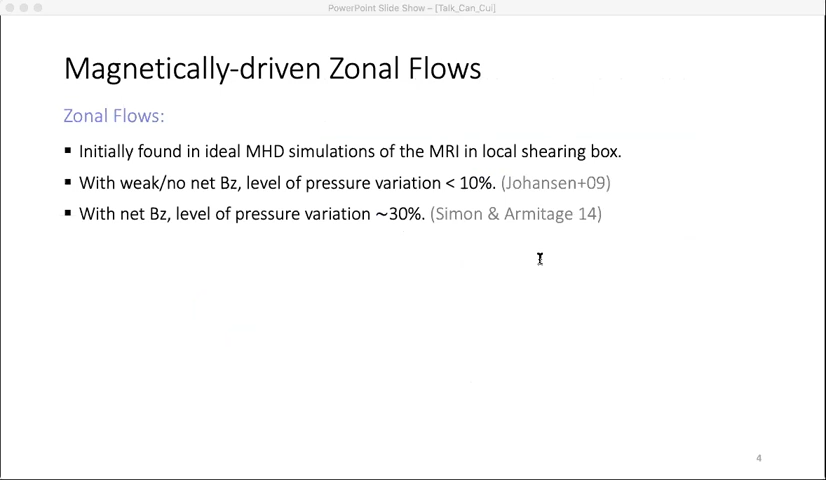 PowerPoint Slide Show – [Talk_Can_Cui]
Magnetically-driven Zonal Flows
Zonal Flows:
▪ Initially found in ideal MHD simulations of the MRI in local shearing box.
▪ With weak/no net Bz, level of pressure variation < 10%. (Johansen+09)
▪ With net Bz, level of pressure variation ~30%. (Simon & Armitage 14)
4